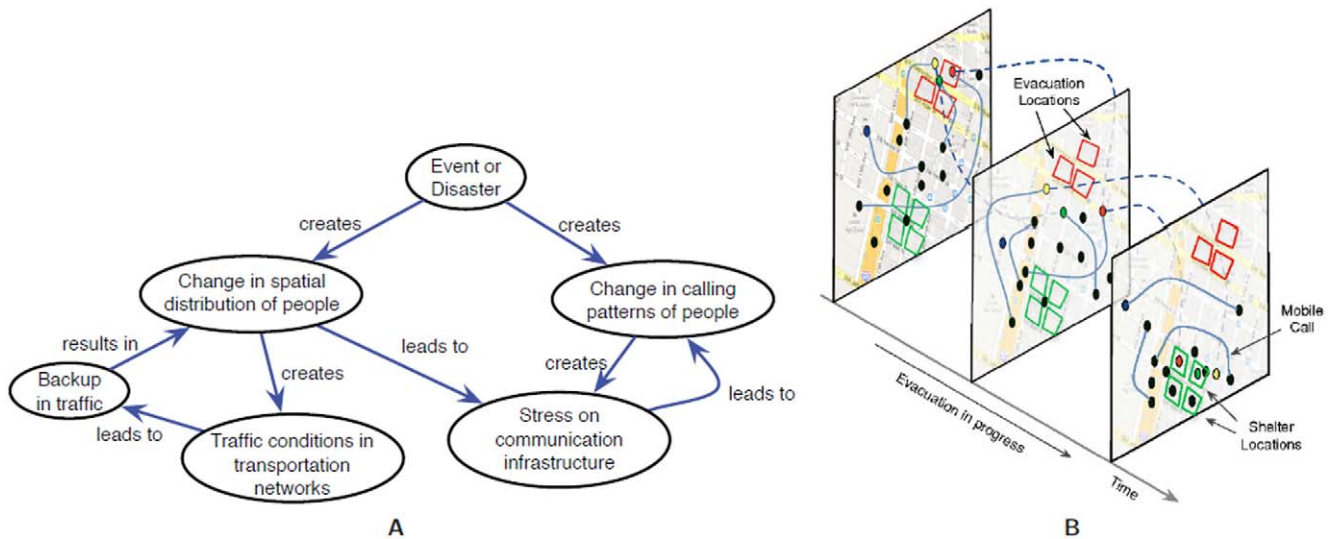 Event or
Disaster
creates
creates
Change in spatial
distribution of people
Change in calling
patterns of people
results in
creates
leads to
creates
leads to
Backup
in traffic
leads to
Traffic conditions in
transportation
networks
Stress on
communication
infrastructure
A
Evacuation
Locations
Mobile
Call
Evacuation in progress
Shelter
Locations
Time
B